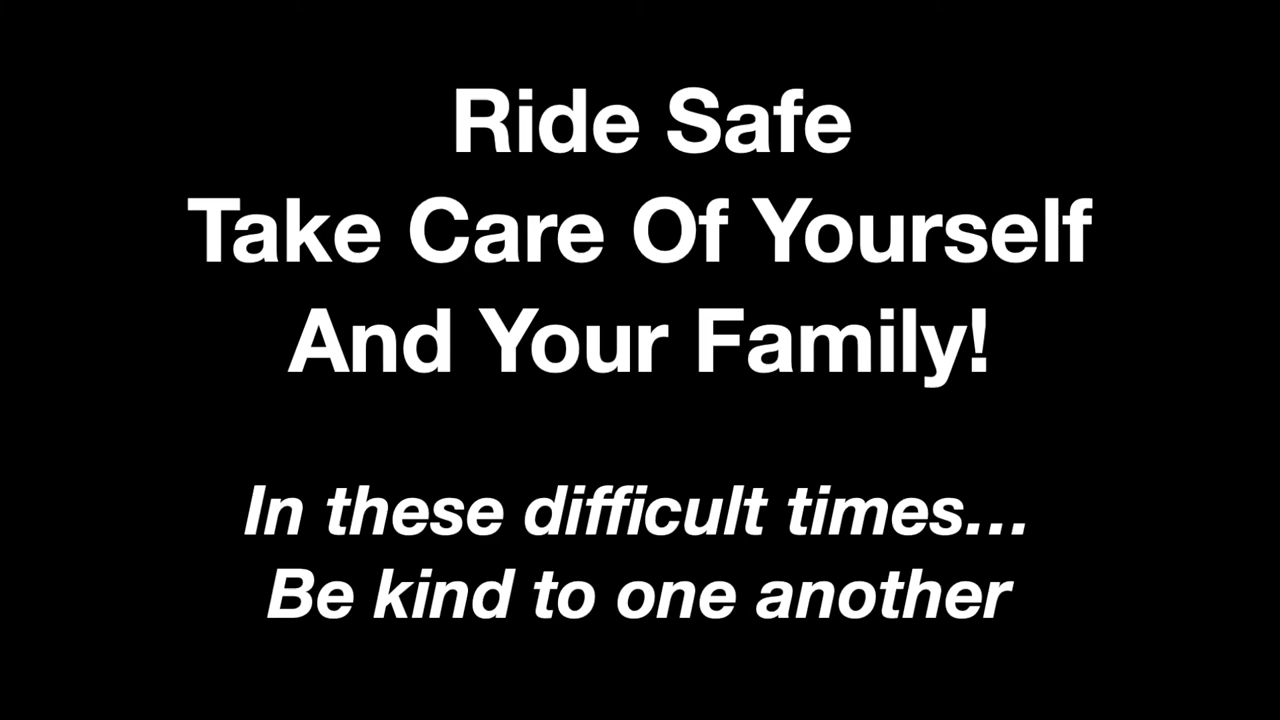 Ride Safe
Take Care Of Yourself
And Your Family!
In these difficult times...
Be kind to one another